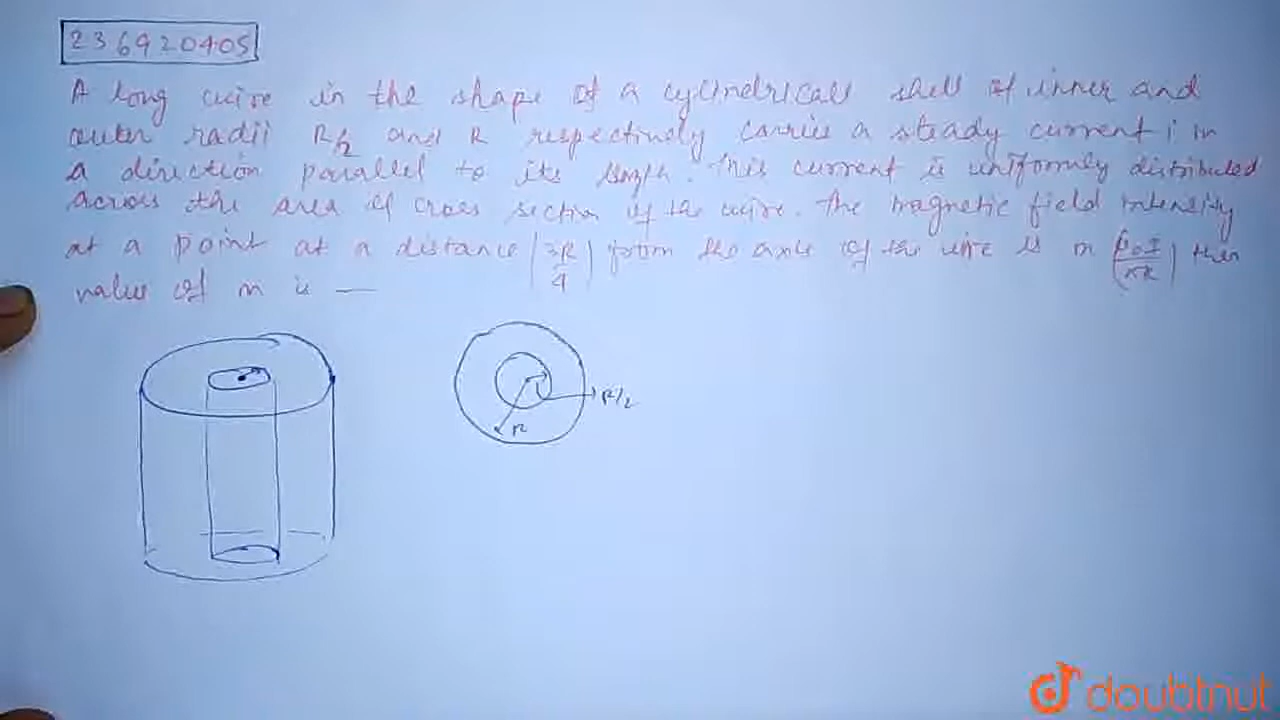 236920405
A long wire in the shape of a cylindrical shell of inner and
outer radii R/2 and R respectively carries a steady current i in
a direction parallel to its length. This current is uniformly distributed
across the area of cross section of the wire. The magnetic field intensity
at a point at a distance (3R/4) from the axis of the wire is m (μ0I/πR) then
value of m is —
R/2
R
doubtnut